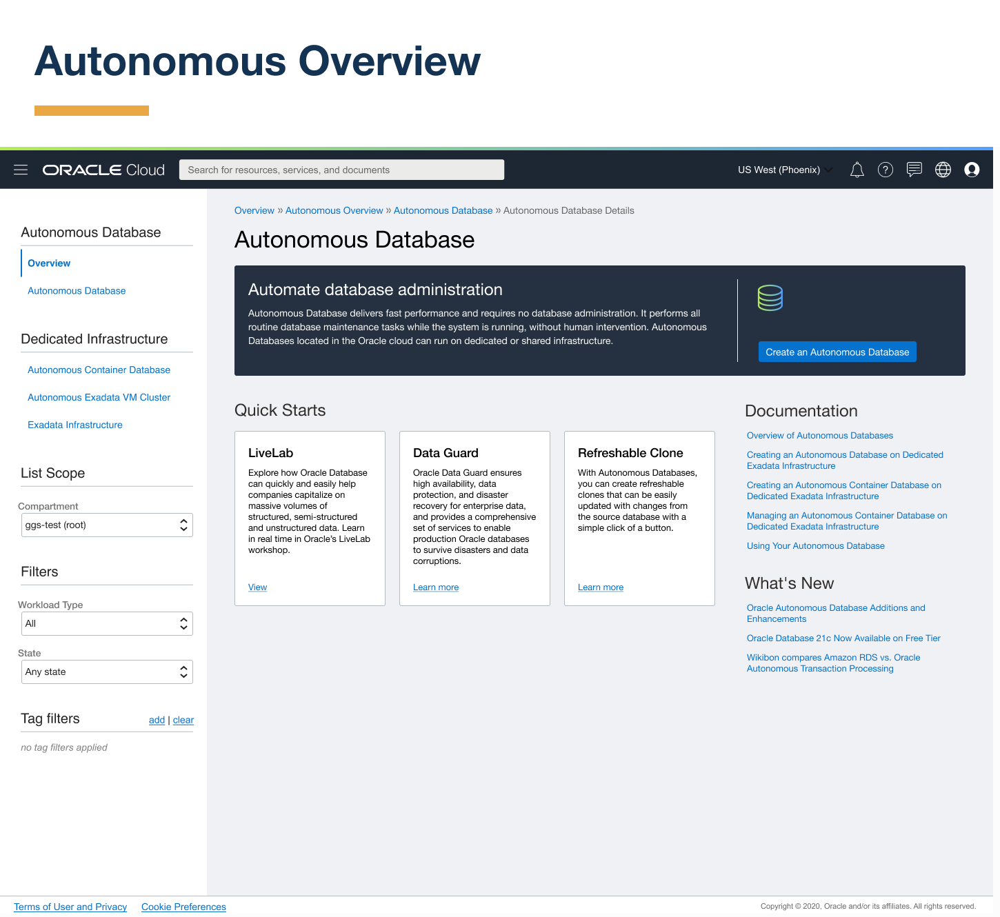 Autonomous Overview
ORACLE Cloud
Search for resources, services, and documents
US West (Phoenix)
?
Autonomous Database
Overview
Autonomous Database
Dedicated Infrastructure
Autonomous Container Database
Autonomous Exadata VM Cluster
Exadata Infrastructure
List Scope
Compartment
ggs-test (root)
Filters
Workload Type
All
State
Any state
Tag filters
add | clear
no tag filters applied
Overview » Autonomous Overview » Autonomous Database » Autonomous Database Details
Autonomous Database
Automate database administration
Autonomous Database delivers fast performance and requires no database administration. It performs all
routine database maintenance tasks while the system is running, without human intervention. Autonomous
Databases located in the Oracle cloud can run on dedicated or shared infrastructure.
Create an Autonomous Database
Quick Starts
LiveLab
Explore how Oracle Database
can quickly and easily help
companies capitalize on
massive volumes of
structured, semi-structured
and unstructured data. Learn
in real time in Oracle’s LiveLab
workshop.
View
Data Guard
Oracle Data Guard ensures
high availability, data
protection, and disaster
recovery for enterprise data,
and provides a comprehensive
set of services to enable
production Oracle databases
to survive disasters and data
corruptions.
Learn more
Refreshable Clone
With Autonomous Databases,
you can create refreshable
clones that can be easily
updated with changes from
the source database with a
simple click of a button.
Learn more
Documentation
Overview of Autonomous Databases
Creating an Autonomous Database on Dedicated
Exadata Infrastructure
Creating an Autonomous Container Database on
Dedicated Exadata Infrastructure
Managing an Autonomous Container Database on
Dedicated Exadata Infrastructure
Using Your Autonomous Database
What's New
Oracle Autonomous Database Additions and
Enhancements
Oracle Database 21c Now Available on Free Tier
Wikibon compares Amazon RDS vs. Oracle
Autonomous Transaction Processing
Terms of User and Privacy
Cookie Preferences
Copyright © 2020, Oracle and/or its affiliates. All rights reserved.